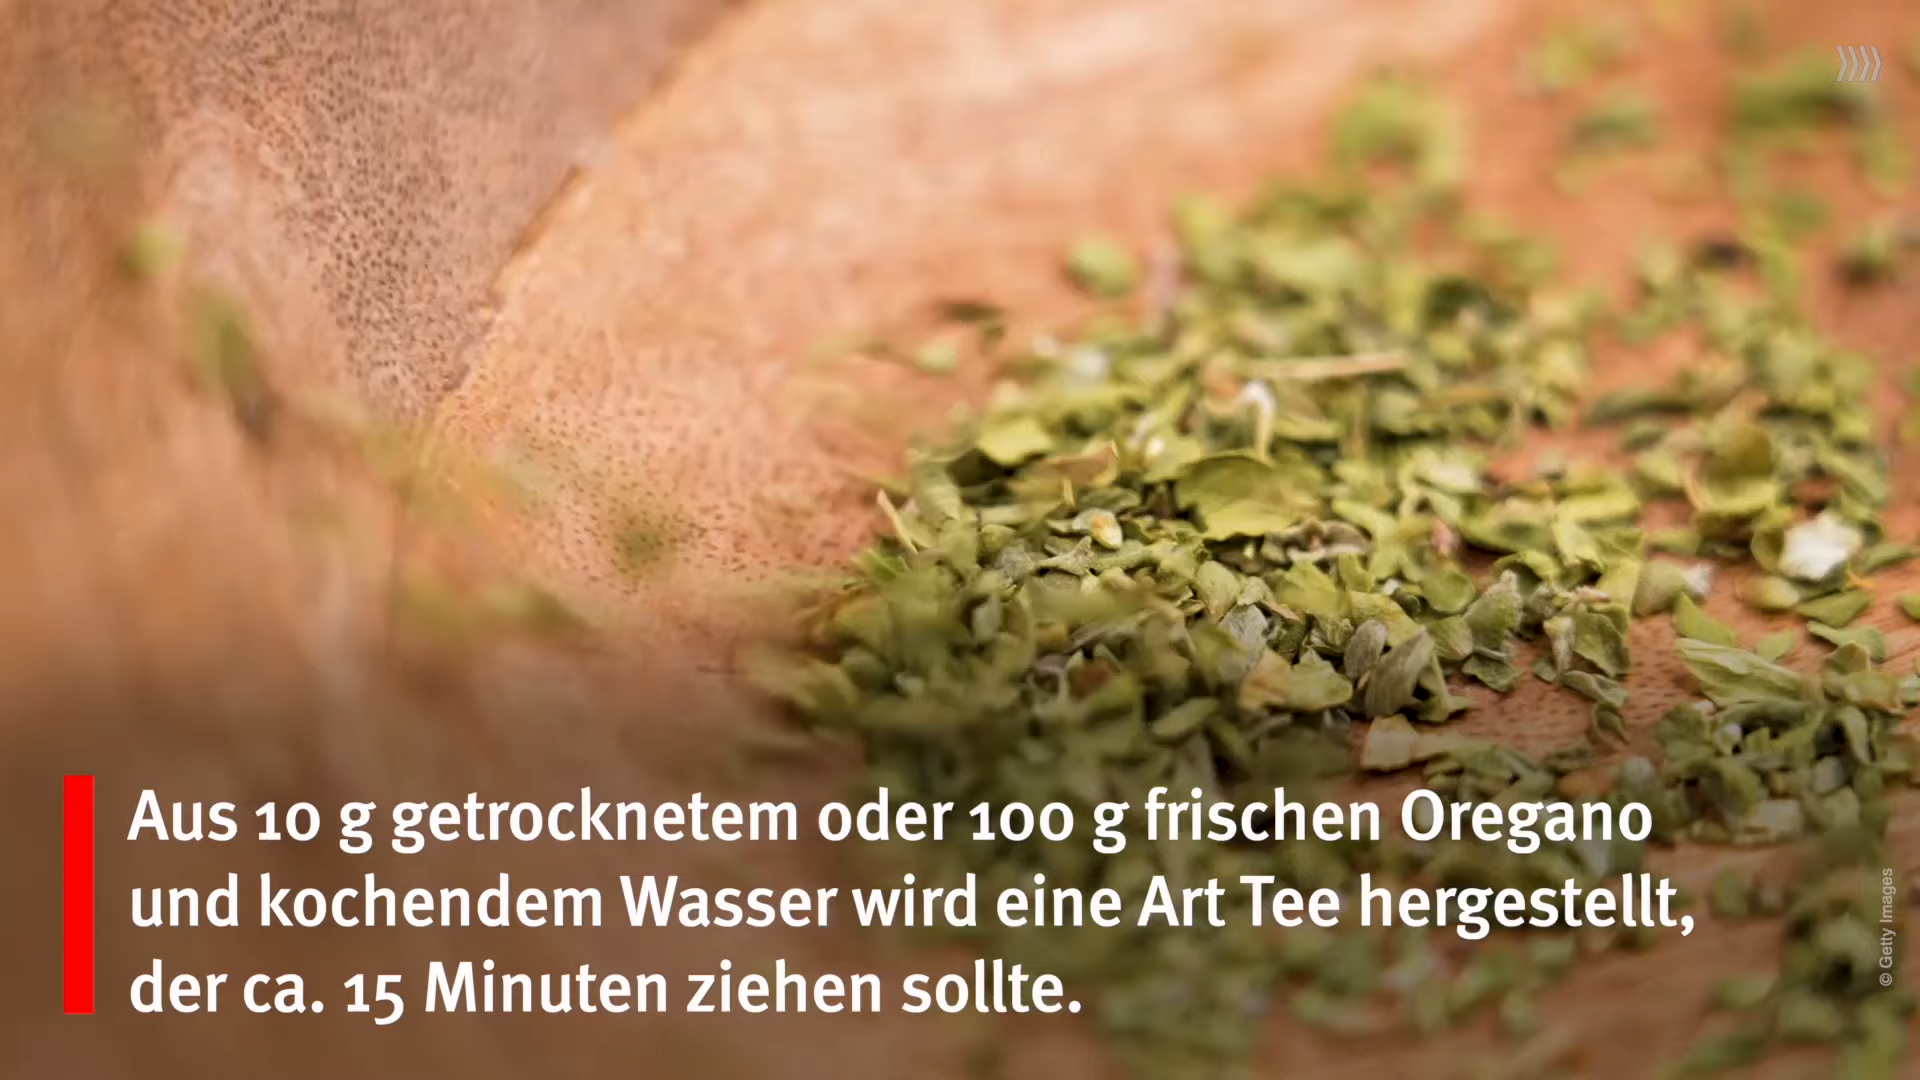 Aus 10 g getrocknetem oder 100 g frischen Oregano
und kochendem Wasser wird eine Art Tee hergestellt,
der ca. 15 Minuten ziehen sollte.
© Getty Images